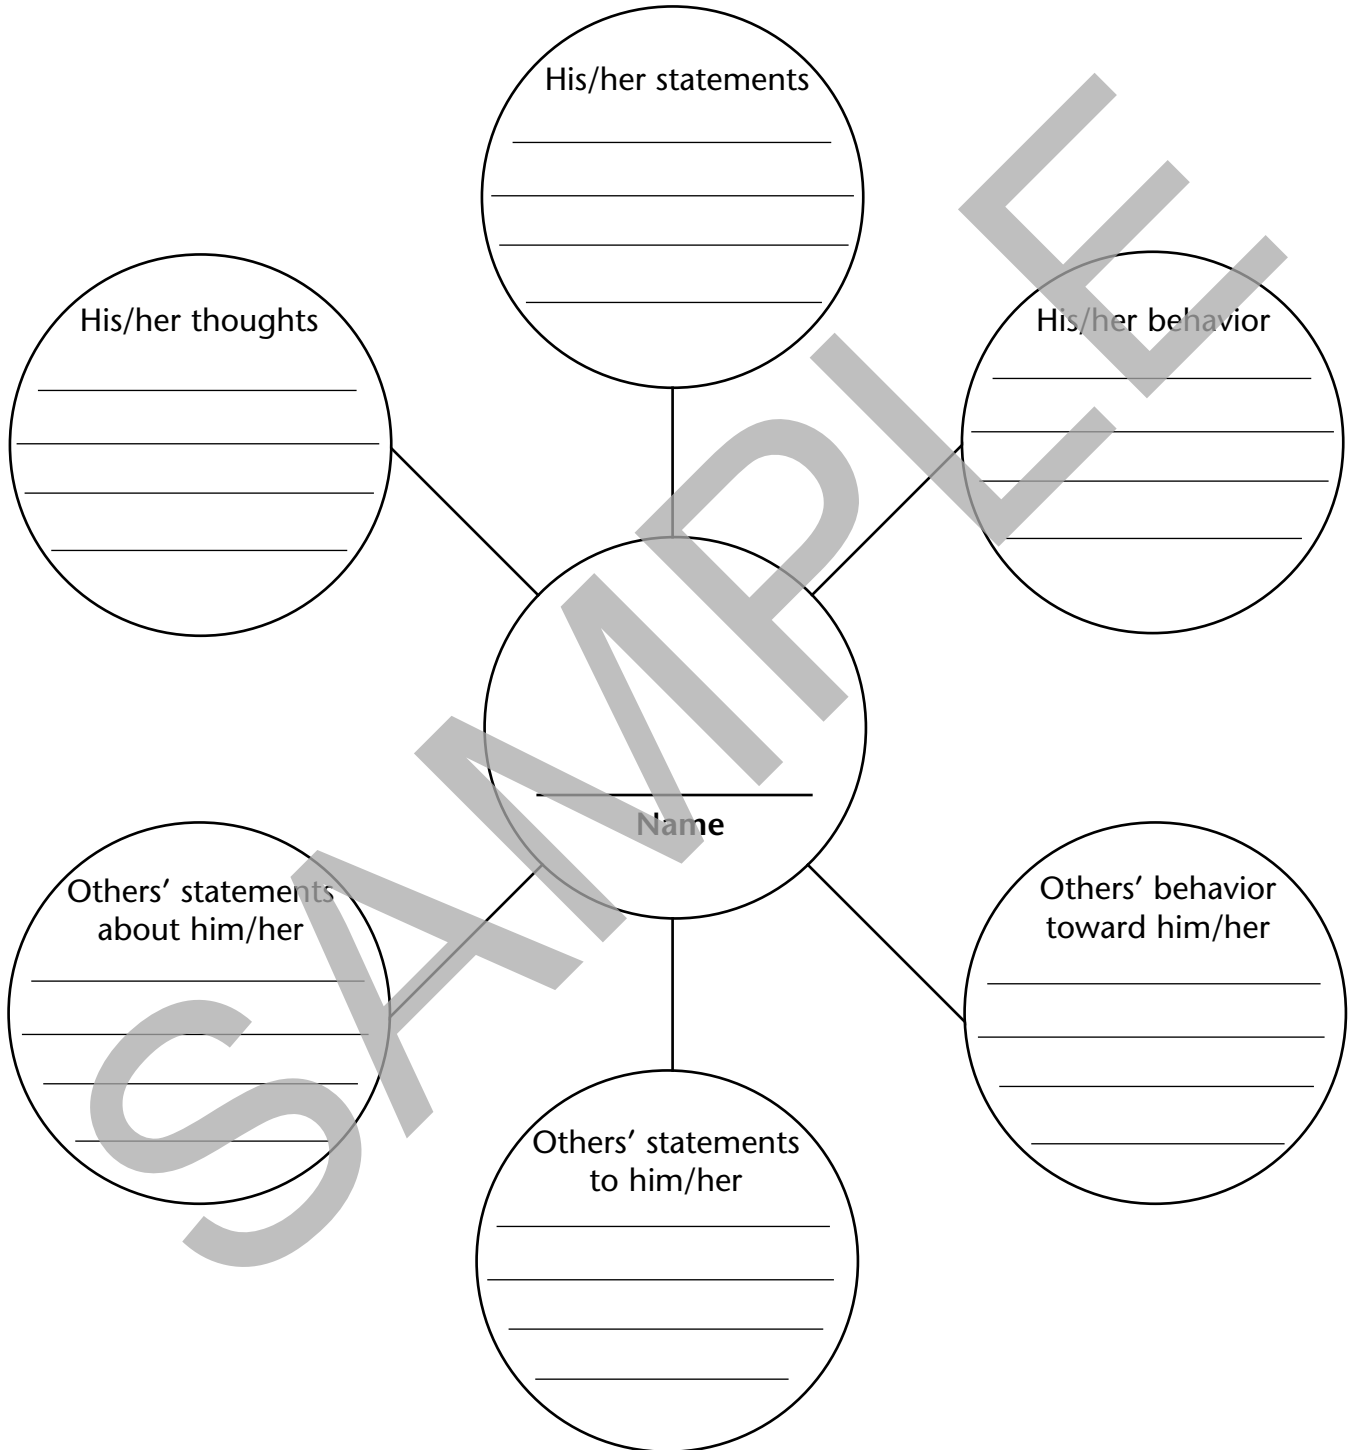 His/her statements
His/her thoughts
His/her behavior
Name
Others’ statements
about him/her
Others’ behavior
toward him/her
Others’ statements
to him/her
SAMPLE